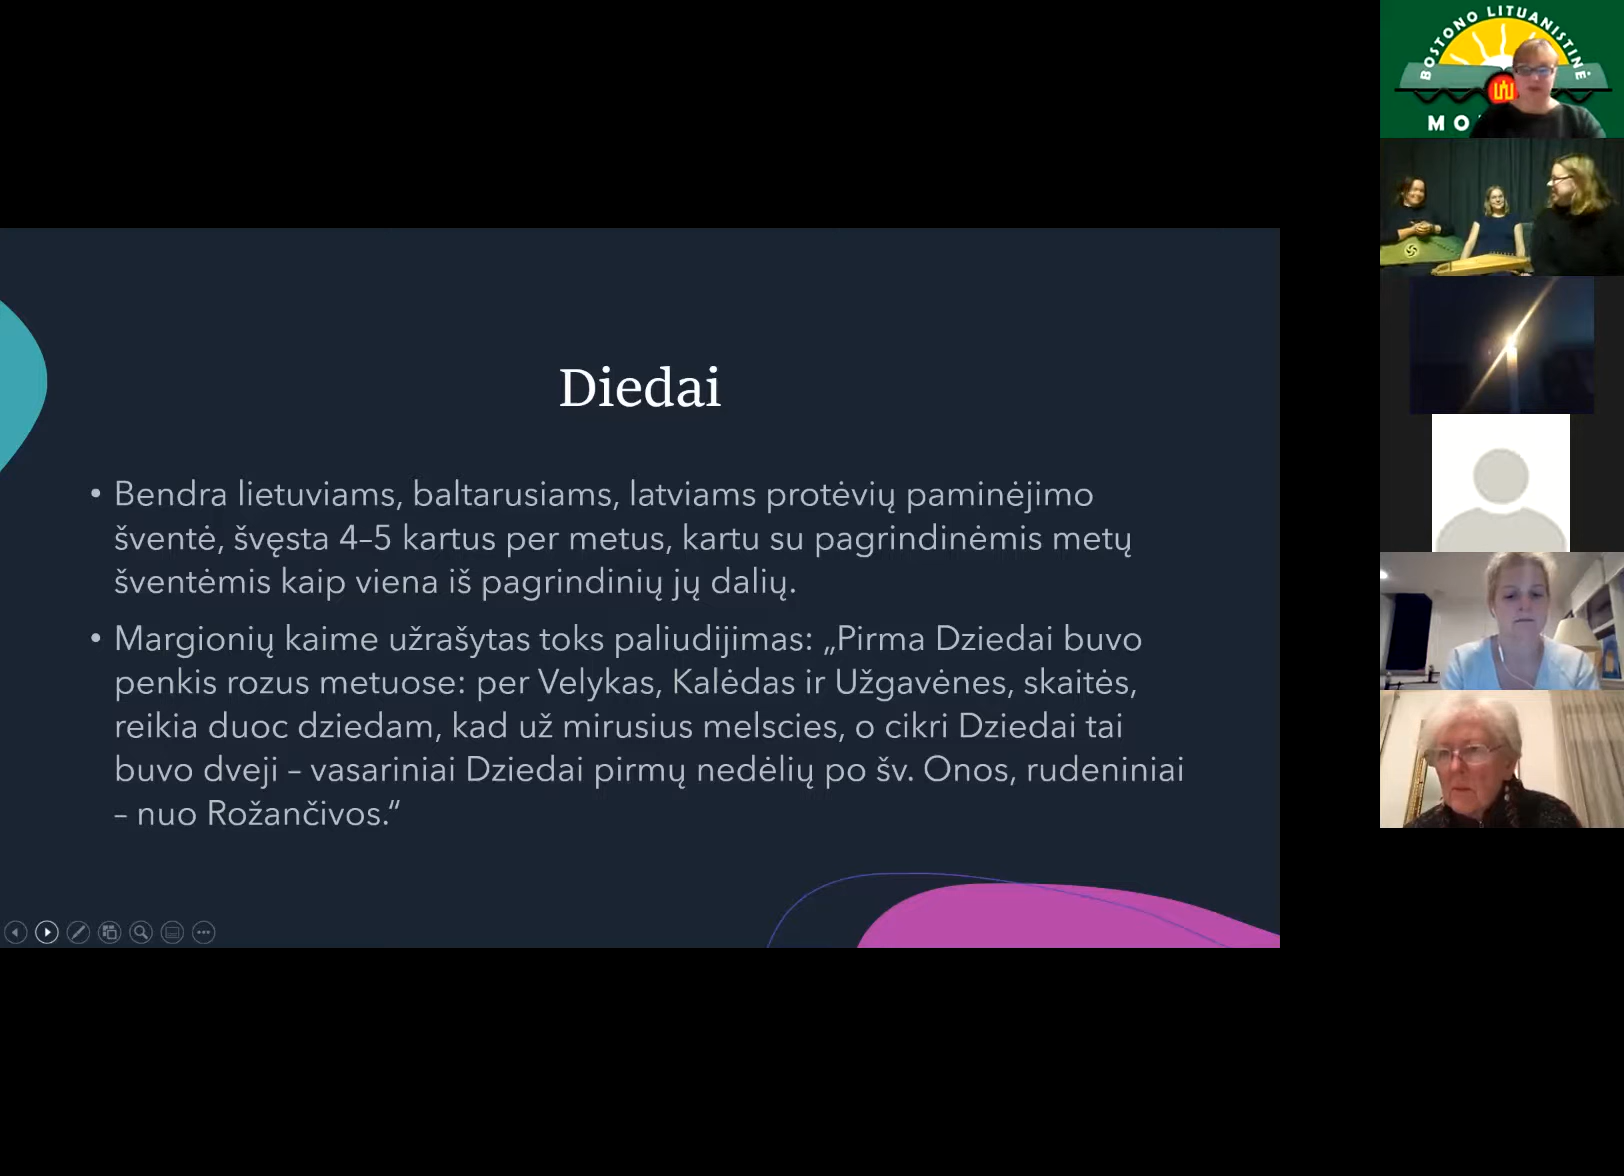 Diedai
• Bendra lietuviams, baltarusiams, latviams protėvių paminėjimo
šventė, švęsta 4–5 kartus per metus, kartu su pagrindinėmis metų
šventėmis kaip viena iš pagrindinių jų dalių.
• Margionių kaime užrašytas toks paliudijimas: „Pirma Dziedai buvo
penkis rozus metuose: per Velykas, Kalėdas ir Užgavėnes, skaitės,
reikia duoc dziedam, kad už mirusius melscies, o cikri Dziedai tai
buvo dveji – vasariniai Dziedai pirmų nedėlių po šv. Onos, rudeniniai
– nuo Rožančivos.“
BOSTONO LITUANISTINĖ
MO